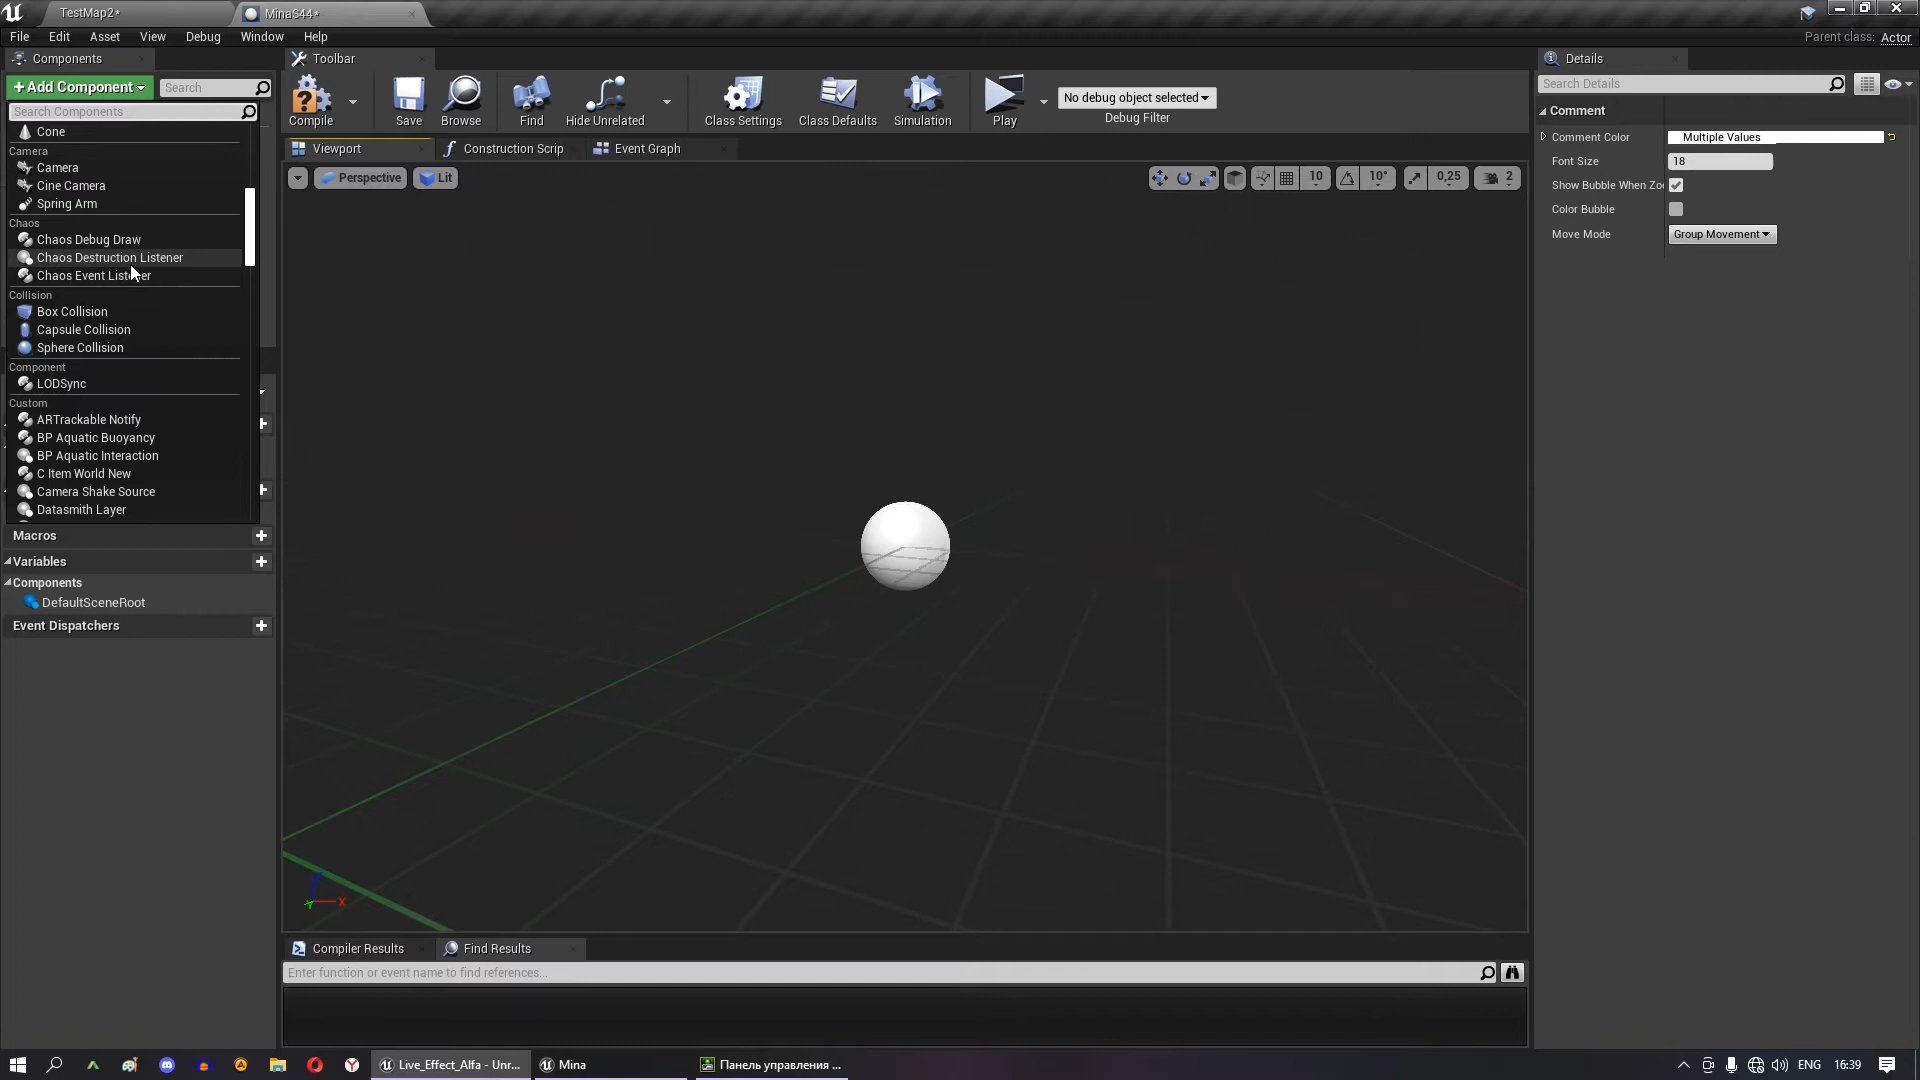 TestMap2*
MinaS44*
File Edit Asset View Debug Window Help
Parent class: Actor
Components
Toolbar
Details
+Add Component
Search
Search Components
Cone
Camera
Camera
Cine Camera
Spring Arm
Chaos
Chaos Debug Draw
Chaos Destruction Listener
Chaos Event Listener
Collision
Box Collision
Capsule Collision
Sphere Collision
Component
LODSync
Custom
ARTrackable Notify
BP Aquatic Buoyancy
BP Aquatic Interaction
C Item World New
Camera Shake Source
Datasmith Layer
Macros
Variables
Components
DefaultSceneRoot
Event Dispatchers
Compile
Save
Browse
Find
Hide Unrelated
Class Settings
Class Defaults
Simulation
Play
No debug object selected
Debug Filter
Viewport
Construction Scrip
Event Graph
Perspective
Lit
10
10°
0,25
2
X
Y
Compiler Results
Find Results
Enter function or event name to find references...
Search Details
Comment
Comment Color
Multiple Values
Font Size
18
Show Bubble When Zo
Color Bubble
Move Mode
Group Movement
Live_Effect_Alfa - Unr...
Mina
Панель управления ...
ENG
16:39